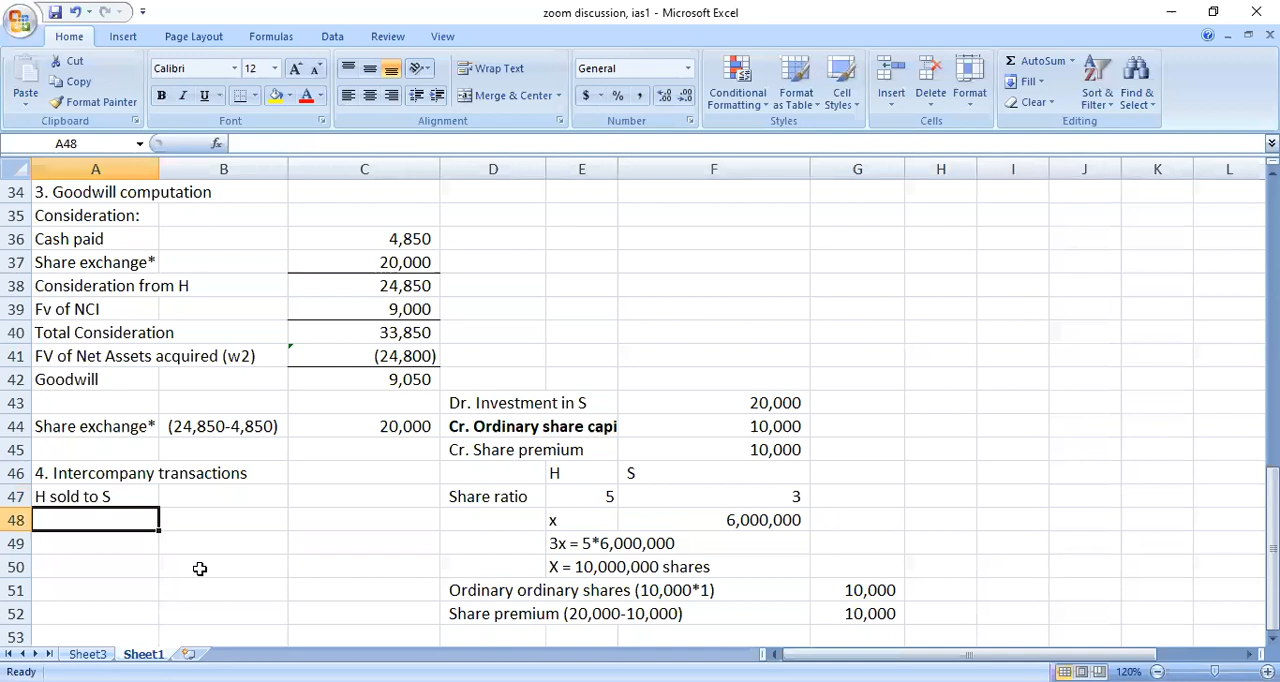 zoom discussion, ias1 - Microsoft Excel
Home Insert Page Layout Formulas Data Review View
Paste
Cut
Copy
Format Painter
Clipboard
Calibri 12 A A
B I U A
Font
Wrap Text
Merge & Center
Alignment
General
$ % , .0 .00 .00 .0
Number
Conditional Formatting
Format as Table
Cell Styles
Styles
Insert
Delete
Format
Cells
Σ AutoSum
Fill
Clear
Sort & Filter
Find & Select
Editing
A48 fx
A B C D E F G H I J K L
34 3. Goodwill computation
35 Consideration:
36 Cash paid 4,850
37 Share exchange* 20,000
38 Consideration from H 24,850
39 Fv of NCI 9,000
40 Total Consideration 33,850
41 FV of Net Assets acquired (w2) (24,800)
42 Goodwill 9,050
43 Dr. Investment in S 20,000
44 Share exchange* (24,850-4,850) 20,000 Cr. Ordinary share capi 10,000
45 Cr. Share premium 10,000
46 4. Intercompany transactions H S
47 H sold to S Share ratio 5 3
48 x 6,000,000
49 3x = 5*6,000,000
50 X = 10,000,000 shares
51 Ordinary ordinary shares (10,000*1) 10,000
52 Share premium (20,000-10,000) 10,000
53
Sheet3 Sheet1
Ready 120%